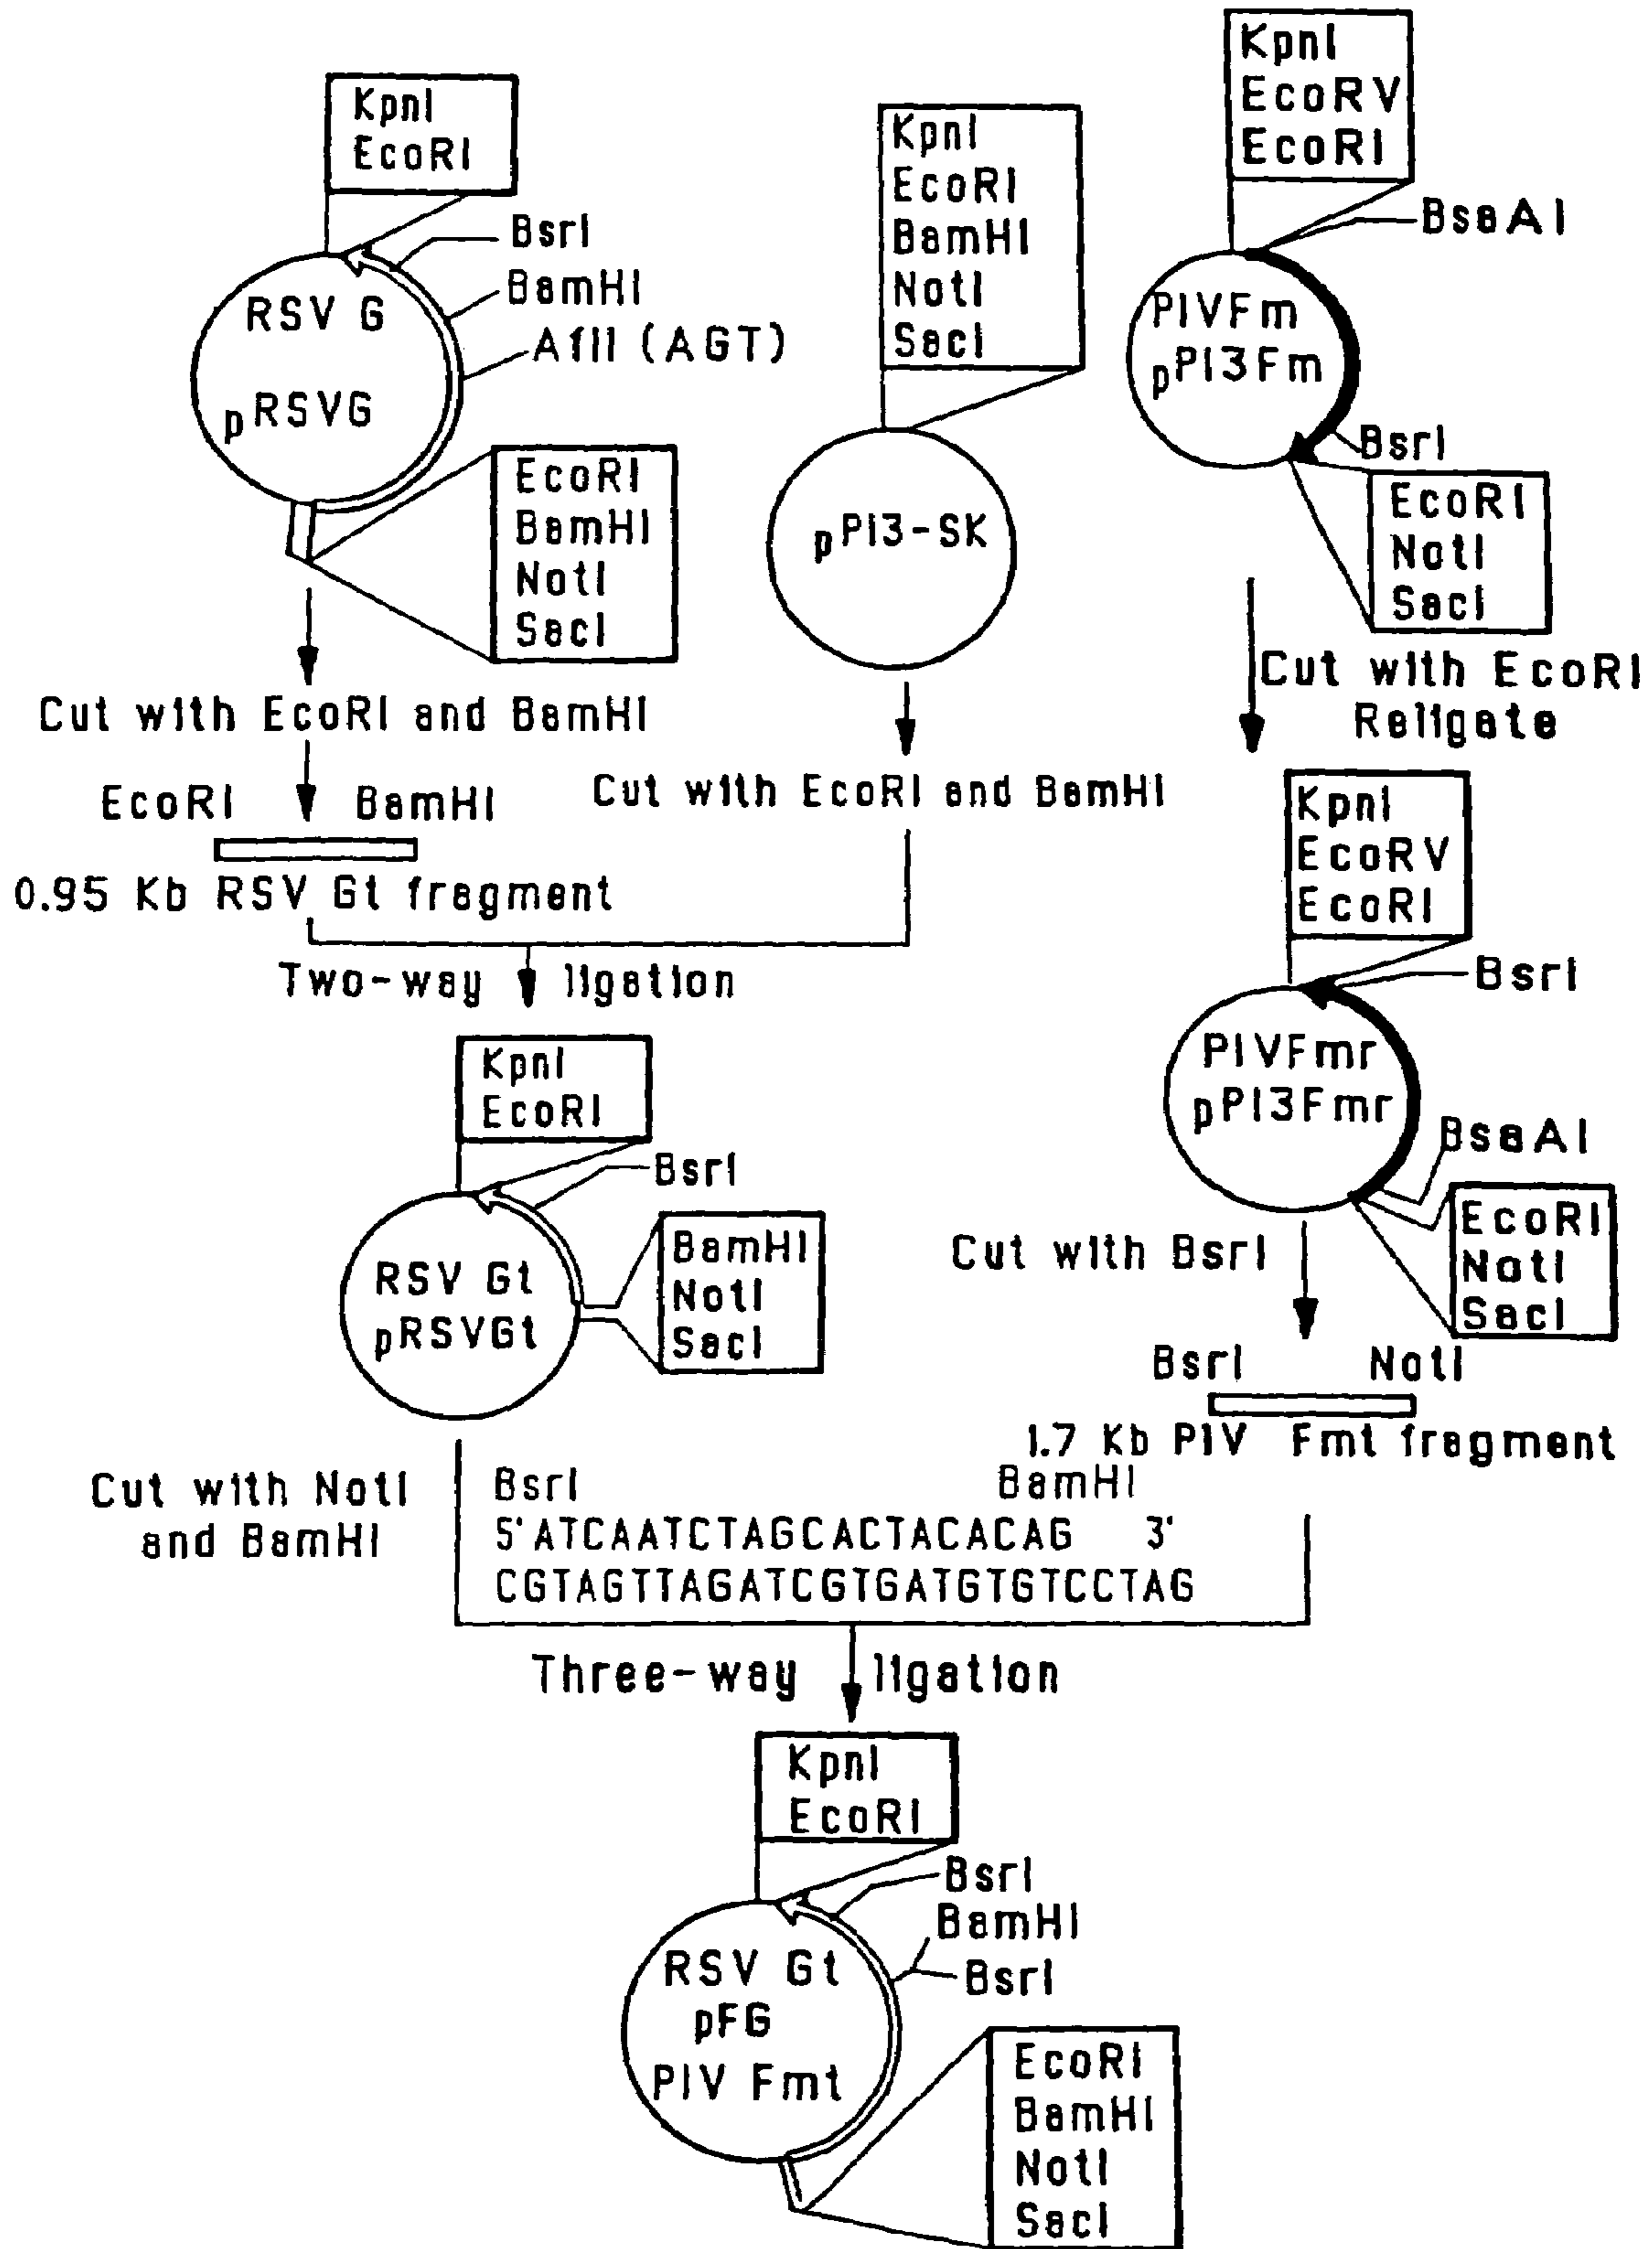 KpnI
EcoRI
BsrI
BamHI
AflII (AGT)
RSV G
pRSVG
EcoRI
BamHI
NotI
SacI
Cut with EcoRI and BamHI
EcoRI BamHI
0.95 Kb RSV Gt fragment
KpnI
EcoRI
BamHI
NotI
SacI
pPI3-SK
Cut with EcoRI and BamHI
KpnI
EcoRV
EcoRI
BsaAI
PIVFm
pPI3Fm
BsrI
EcoRI
NotI
SacI
Cut with EcoRI
Religate
Two-way ligation
KpnI
EcoRI
BsrI
RSV Gt
pRSVGt
BamHI
NotI
SacI
KpnI
EcoRV
EcoRI
BsrI
PIVFmr
pPI3Fmr
BsaAI
EcoRI
NotI
SacI
Cut with BsrI
BsrI NotI
1.7 Kb PIV Fmt fragment
Cut with NotI
and BamHI
BsrI BamHI
5'ATCAATCTAGCACTACACAG 3'
CGTAGTTAGATCGTGATGTGTCCTAG
Three-way ligation
KpnI
EcoRI
BsrI
BamHI
BsrI
RSV Gt
pFG
PIV Fmt
EcoRI
BamHI
NotI
SacI